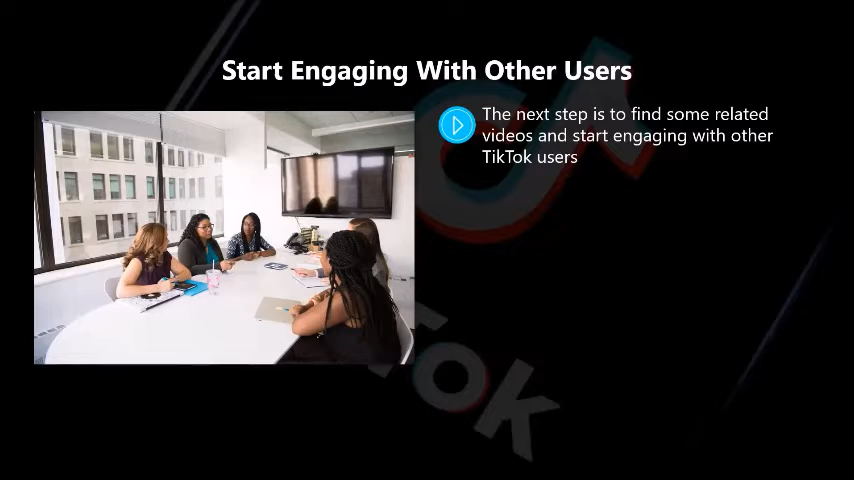 Start Engaging With Other Users
The next step is to find some related
videos and start engaging with other
TikTok users
Tok